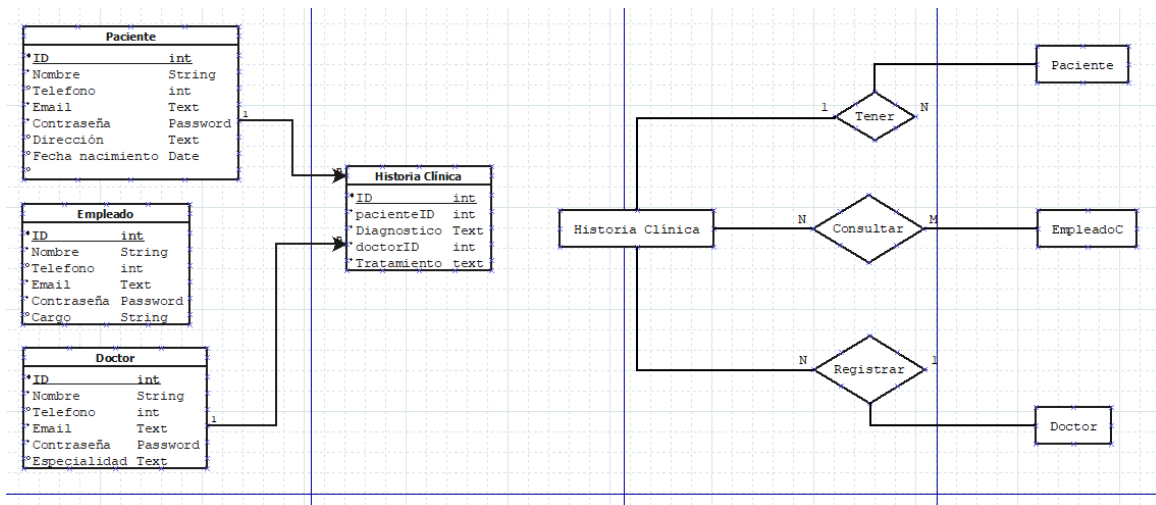 Paciente
ID int
Nombre String
Telefono int
Email Text
Contraseña Password
Dirección Text
Fecha nacimiento Date
1
Empleado
ID int
Nombre String
Telefono int
Email Text
Contraseña Password
Cargo String
Doctor
ID int
Nombre String
Telefono int
Email Text
Contraseña Password
Especialidad Text
1
Historia Clínica
ID int
pacienteID int
Diagnostico Text
doctorID int
Tratamiento text
Paciente
1 Tener N
Historia Clínica N Consultar M EmpleadoC
N Registrar 1
Doctor